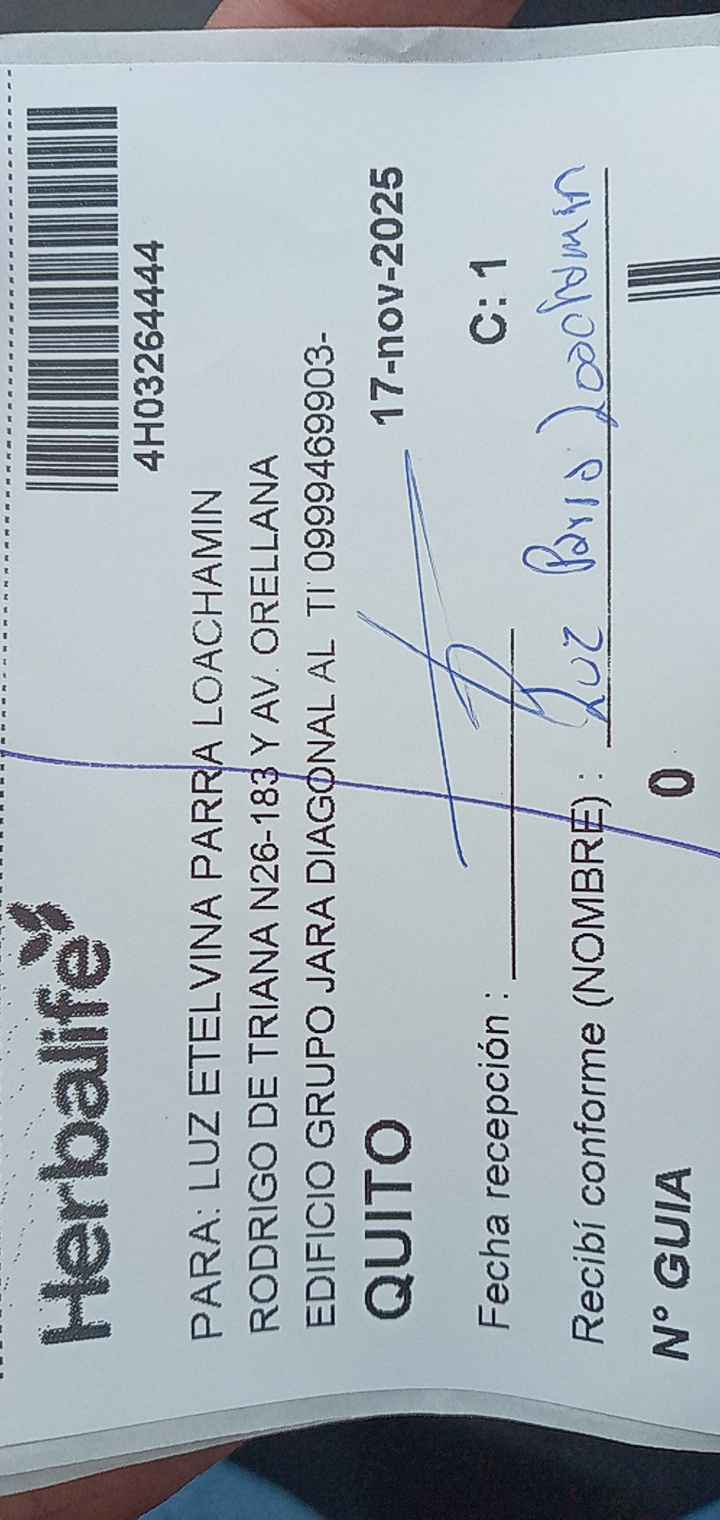 Herbalife
4H03264444
PARA: LUZ ETELVINA PARRA LOACHAMIN
RODRIGO DE TRIANA N26-183 Y AV. ORELLANA
EDIFICIO GRUPO JARA DIAGONAL AL TI 0999469903-
QUITO 17-nov-2025
Fecha recepción : C: 1
Recibí conforme (NOMBRE) : Luz Parra Loachamin
N° GUIA 0